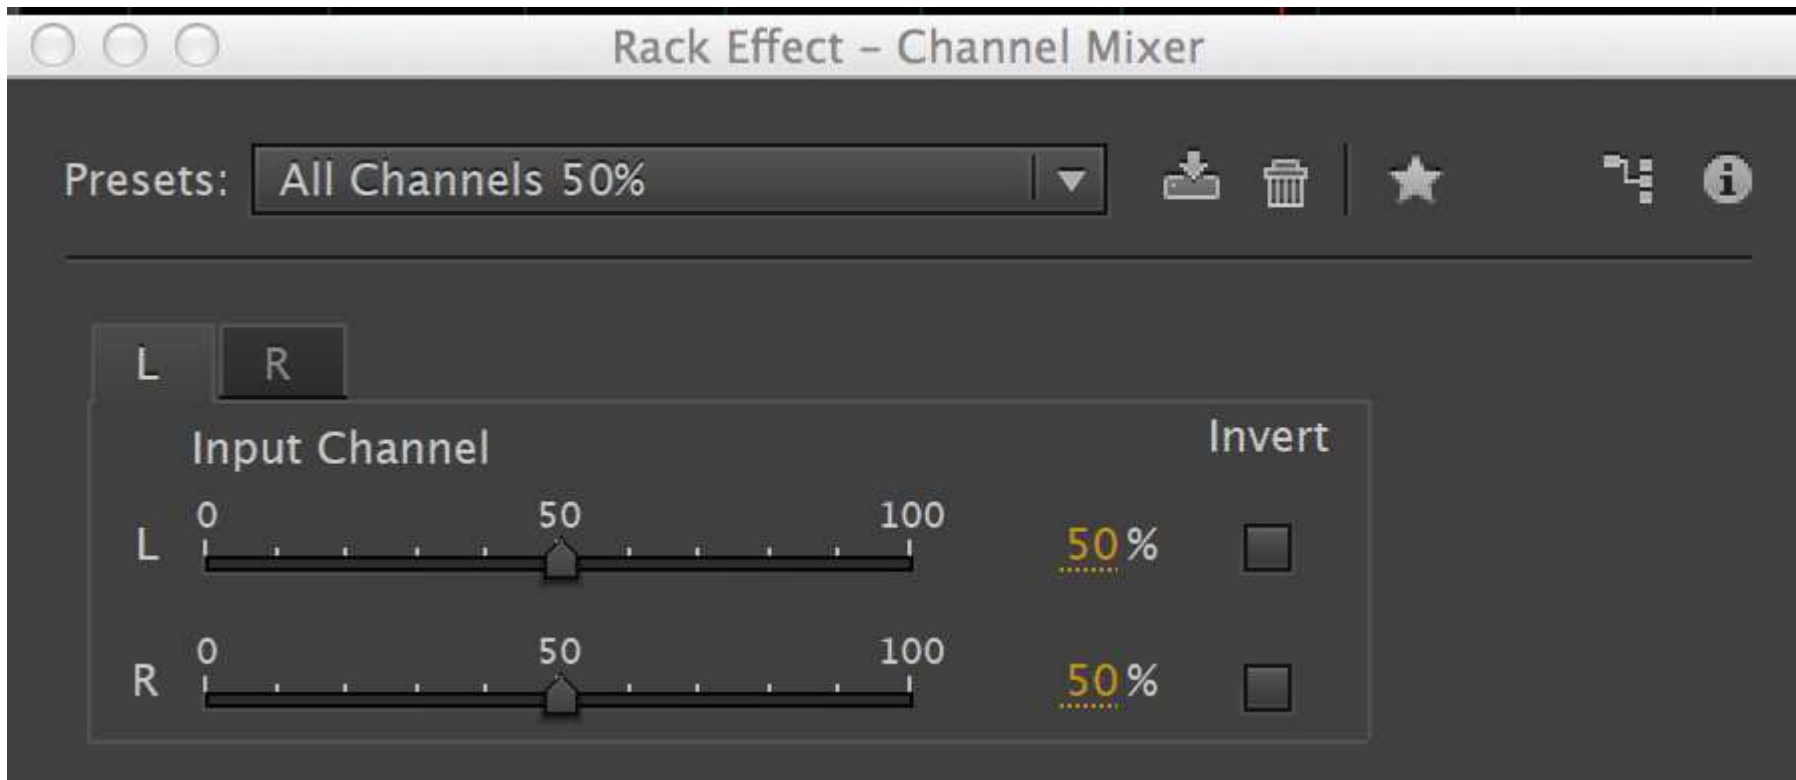 Rack Effect – Channel Mixer
Presets: All Channels 50%
L R
Input Channel Invert
0 50 100
L 50%
0 50 100
R 50%